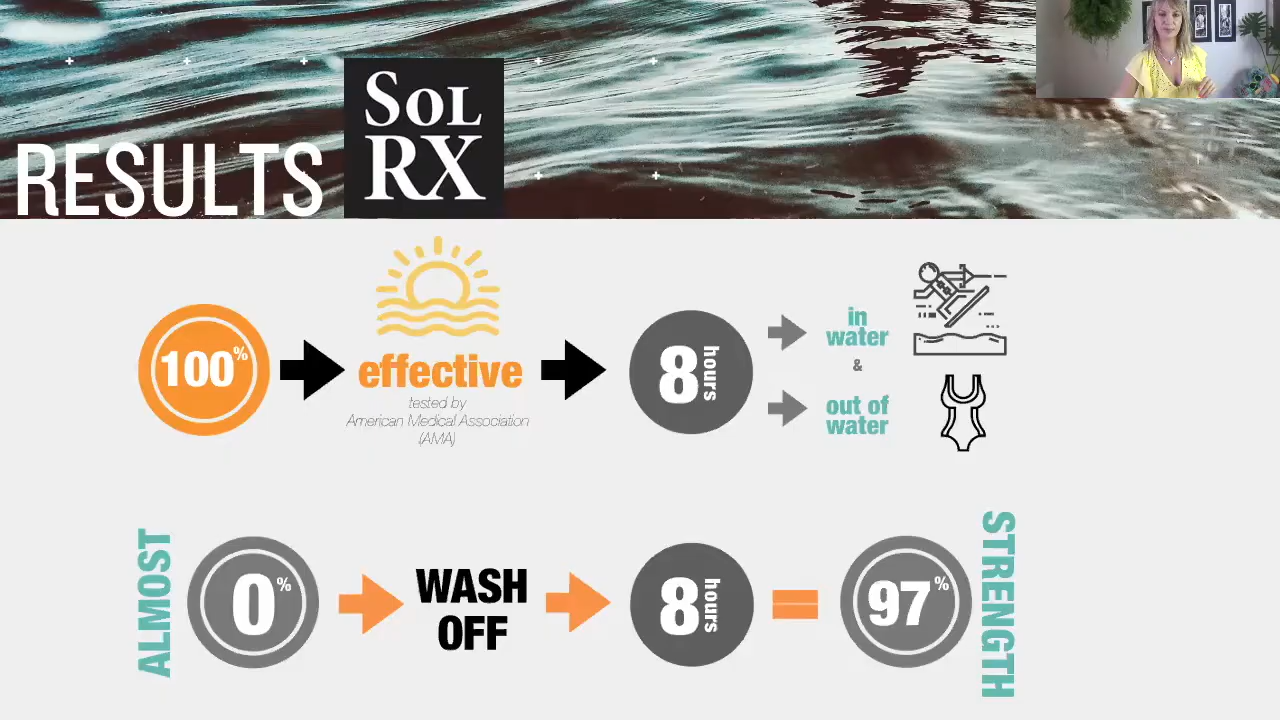 RESULTS
SOL
RX
100%
effective
tested by
American Medical Association
(AMA)
8 hours
in
water
&
out of
water
ALMOST
0%
WASH
OFF
8 hours
97%
STRENGTH